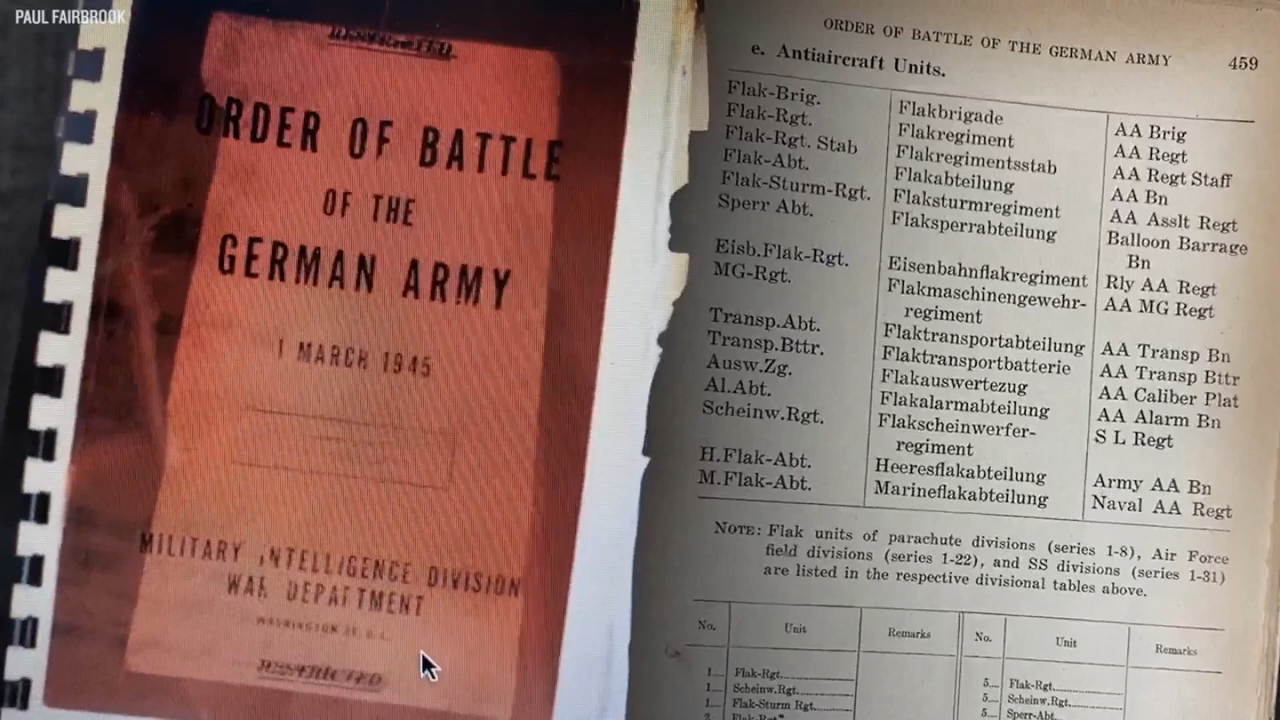 PAUL FAIRBROOK
RESTRICTED
ORDER OF BATTLE
OF THE
GERMAN ARMY
1 MARCH 1945
MILITARY INTELLIGENCE DIVISION
WAR DEPARTMENT
WASHINGTON 25, D. C.
RESTRICTED
ORDER OF BATTLE OF THE GERMAN ARMY 459
e. Antiaircraft Units.
Flak-Brig. Flakbrigade AA Brig
Flak-Rgt. Flakregiment AA Regt
Flak-Rgt. Stab Flakregimentsstab AA Regt Staff
Flak-Abt. Flakabteilung AA Bn
Flak-Sturm-Rgt. Flaksturmregiment AA Asslt Regt
Sperr Abt. Flaksperrabteilung Balloon Barrage
Bn
Eisb.Flak-Rgt. Eisenbahnflakregiment Rly AA Regt
MG-Rgt. Flakmaschinengewehr- AA MG Regt
regiment
Transp.Abt. Flaktransportabteilung AA Transp Bn
Transp.Bttr. Flaktransportbatterie AA Transp Bttr
Ausw.Zg. Flakauswertezug AA Caliber Plat
Al.Abt. Flakalarmabteilung AA Alarm Bn
Scheinw.Rgt. Flakscheinwerfer- S L Regt
regiment
H.Flak-Abt. Heeresflakabteilung Army AA Bn
M.Flak-Abt. Marineflakabteilung Naval AA Regt
NOTE: Flak units of parachute divisions (series 1-8), Air Force
field divisions (series 1-22), and SS divisions (series 1-31)
are listed in the respective divisional tables above.
No. Unit Remarks No. Unit Remarks
1.... Flak-Rgt. 5.... Flak-Rgt.
1.... Scheinw.Rgt. 5.... Scheinw.Rgt.
1.... Flak-Sturm Rgt. 5.... Sperr-Abt.